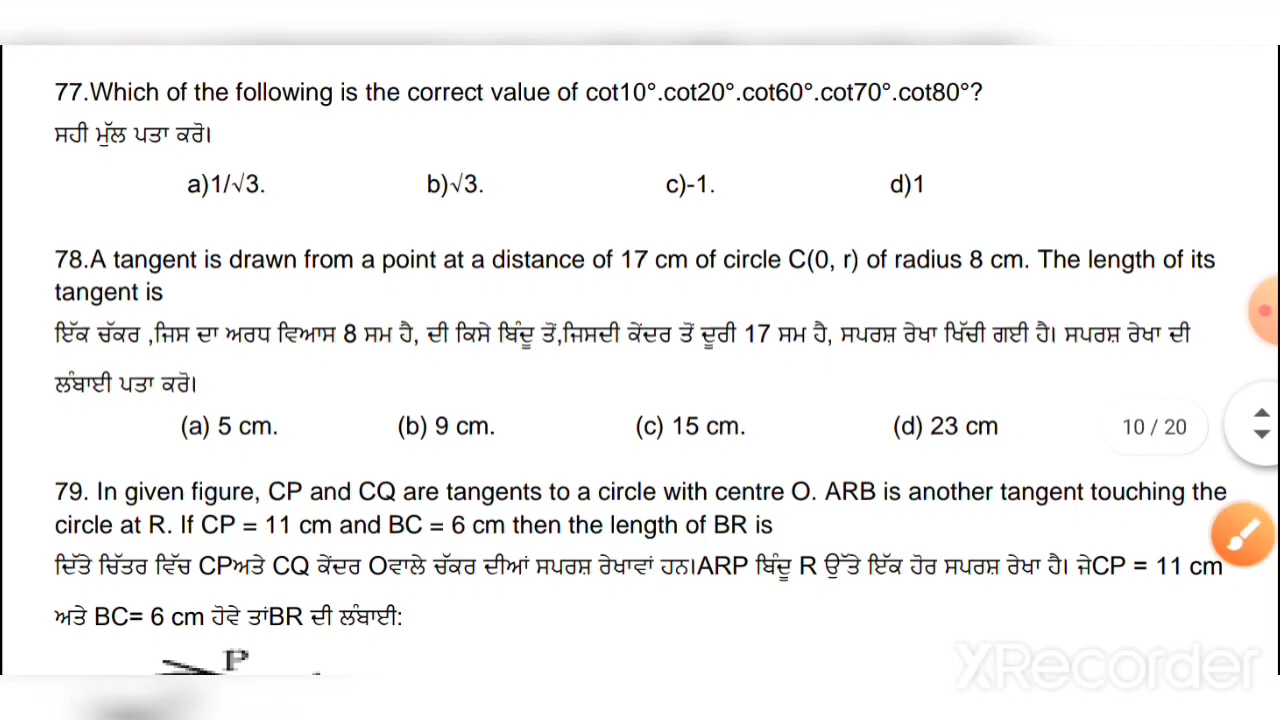 77.Which of the following is the correct value of cot10°.cot20°.cot60°.cot70°.cot80°?
ਸਹੀ ਮੁੱਲ ਪਤਾ ਕਰੋ।
a)1/√3. b)√3. c)-1. d)1
78.A tangent is drawn from a point at a distance of 17 cm of circle C(0, r) of radius 8 cm. The length of its
tangent is
ਇੱਕ ਚੱਕਰ ,ਜਿਸ ਦਾ ਅਰਧ ਵਿਆਸ 8 ਸਮ ਹੈ, ਦੀ ਕਿਸੇ ਬਿੰਦੂ ਤੋਂ,ਜਿਸਦੀ ਕੇਂਦਰ ਤੋਂ ਦੂਰੀ 17 ਸਮ ਹੈ, ਸਪਰਸ਼ ਰੇਖਾ ਖਿੱਚੀ ਗਈ ਹੈ। ਸਪਰਸ਼ ਰੇਖਾ ਦੀ
ਲੰਬਾਈ ਪਤਾ ਕਰੋ।
(a) 5 cm. (b) 9 cm. (c) 15 cm. (d) 23 cm
10 / 20
79. In given figure, CP and CQ are tangents to a circle with centre O. ARB is another tangent touching the
circle at R. If CP = 11 cm and BC = 6 cm then the length of BR is
ਦਿੱਤੇ ਚਿੱਤਰ ਵਿੱਚ CPਅਤੇ CQ ਕੇਂਦਰ Oਵਾਲੇ ਚੱਕਰ ਦੀਆਂ ਸਪਰਸ਼ ਰੇਖਾਵਾਂ ਹਨ।ARP ਬਿੰਦੂ R ਉੱਤੇ ਇੱਕ ਹੋਰ ਸਪਰਸ਼ ਰੇਖਾ ਹੈ। ਜੇCP = 11 cm
ਅਤੇ BC= 6 cm ਹੋਵੇ ਤਾਂBR ਦੀ ਲੰਬਾਈ:
P
XRecorder